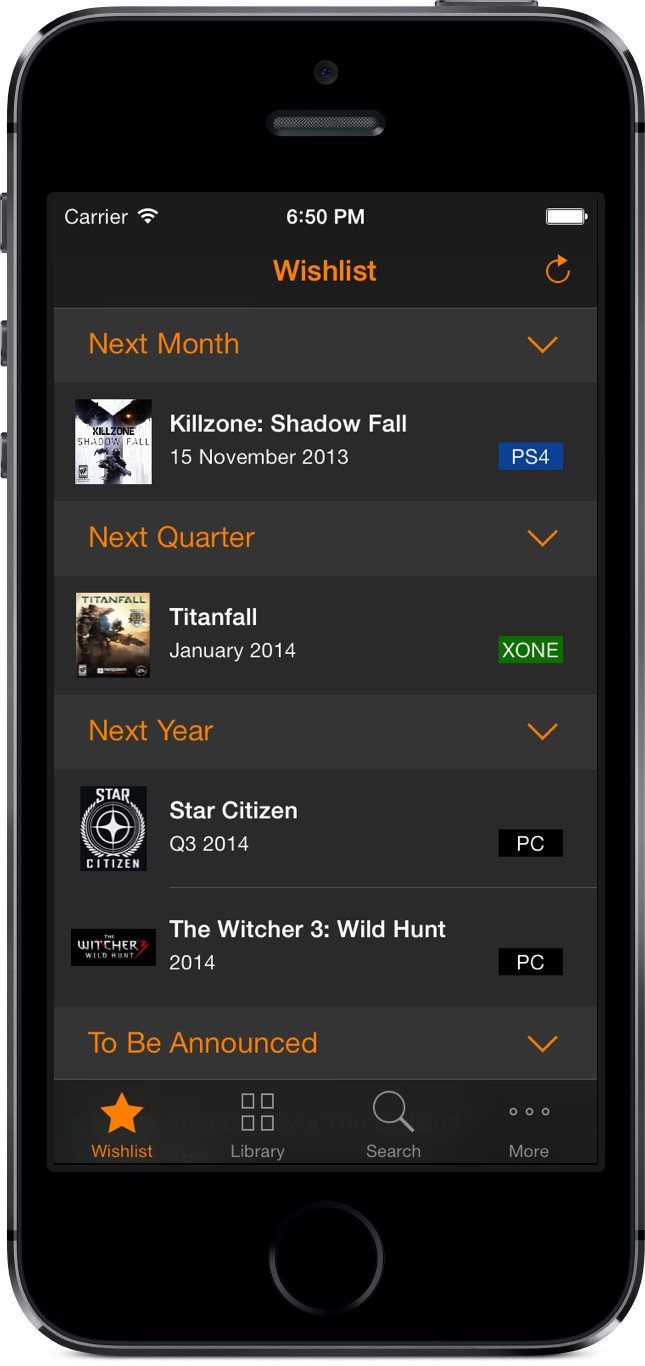 Carrier 6:50 PM
Wishlist
Next Month
KILLZONE
SHADOW FALL
Killzone: Shadow Fall
15 November 2013
PS4
Next Quarter
TITANFALL
Titanfall
January 2014
XONE
Next Year
STAR
CITIZEN
Star Citizen
Q3 2014
PC
THE
WITCHER 3
WILD HUNT
The Witcher 3: Wild Hunt
2014
PC
To Be Announced
Tom Clancy's The Division
TBA
Wishlist Library Search More